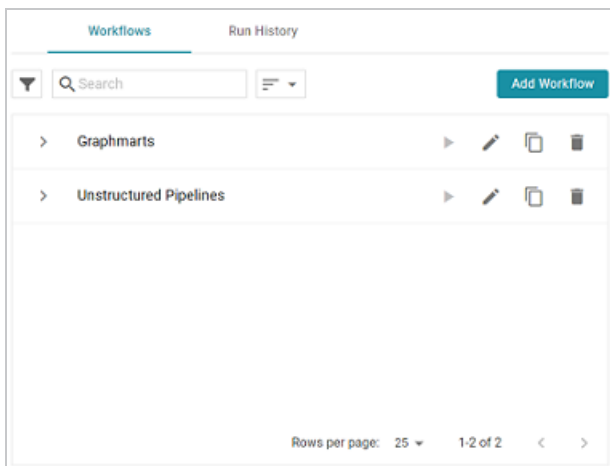 Workflows Run History
Search Add Workflow
Graphmarts
Unstructured Pipelines
Rows per page: 25 1-2 of 2